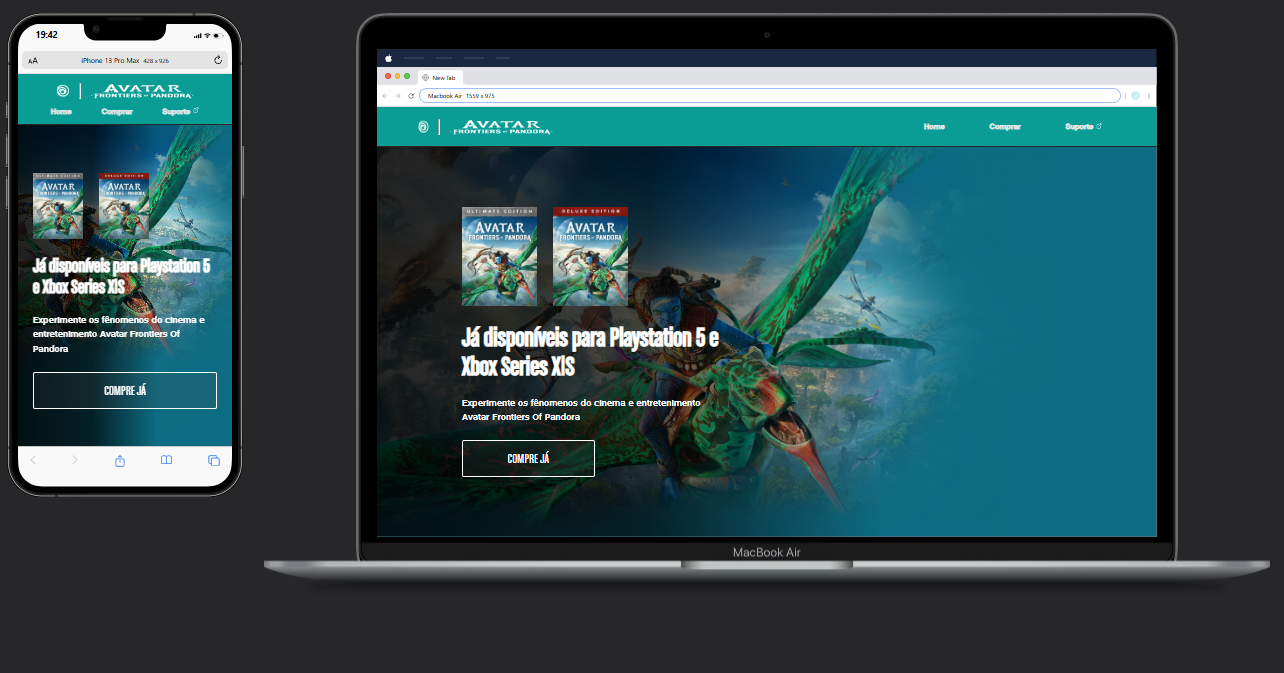 19:42
AA
iPhone 13 Pro Max 428 x 926
AVATAR
FRONTIERS OF PANDORA
Home
Comprar
Suporte
ULTIMATE EDITION
AVATAR
FRONTIERS OF PANDORA
DELUXE EDITION
AVATAR
FRONTIERS OF PANDORA
Já disponíveis para Playstation 5
e Xbox Series X|S
Experimente os fênomenos do cinema e
entretenimento Avatar Frontiers Of
Pandora
COMPRE JÁ
New Tab
Macbook Air 1559 x 975
AVATAR
FRONTIERS OF PANDORA
Home
Comprar
Suporte
ULTIMATE EDITION
AVATAR
FRONTIERS OF PANDORA
DELUXE EDITION
AVATAR
FRONTIERS OF PANDORA
Já disponíveis para Playstation 5 e
Xbox Series X|S
Experimente os fênomenos do cinema e entretenimento
Avatar Frontiers Of Pandora
COMPRE JÁ
MacBook Air